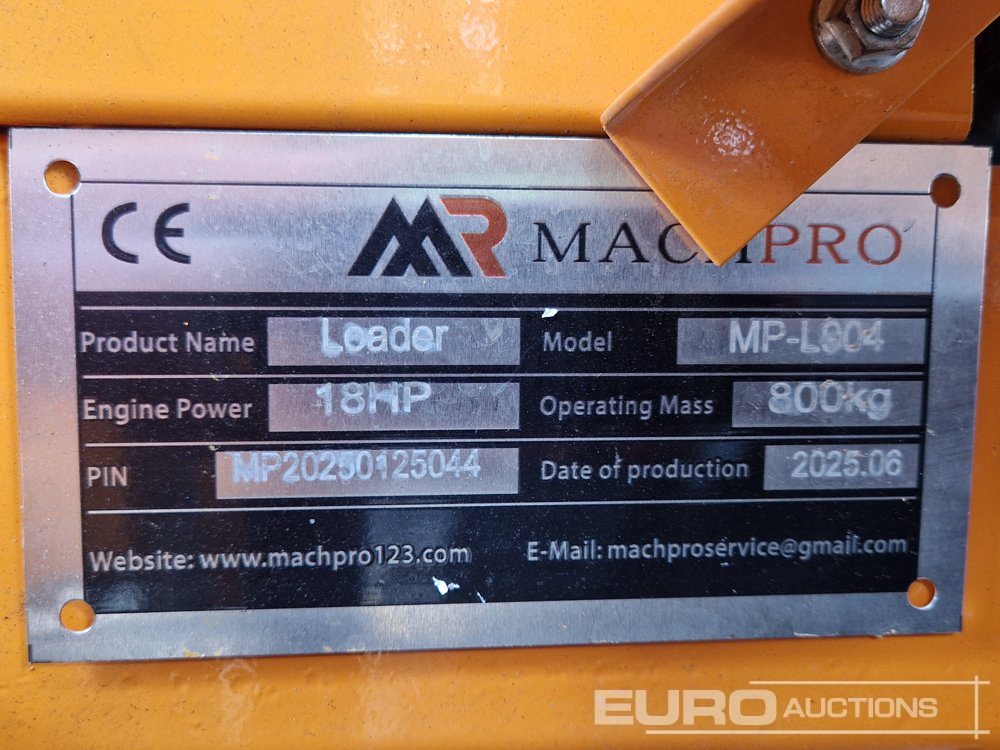 CE MR MACHPRO
Product Name Loader Model MP-L904
Engine Power 18HP Operating Mass 800kg
PIN MP20250125044 Date of production 2025.06
Website: www.machpro123.com E-Mail: machproservice@gmail.com
EURO AUCTIONS